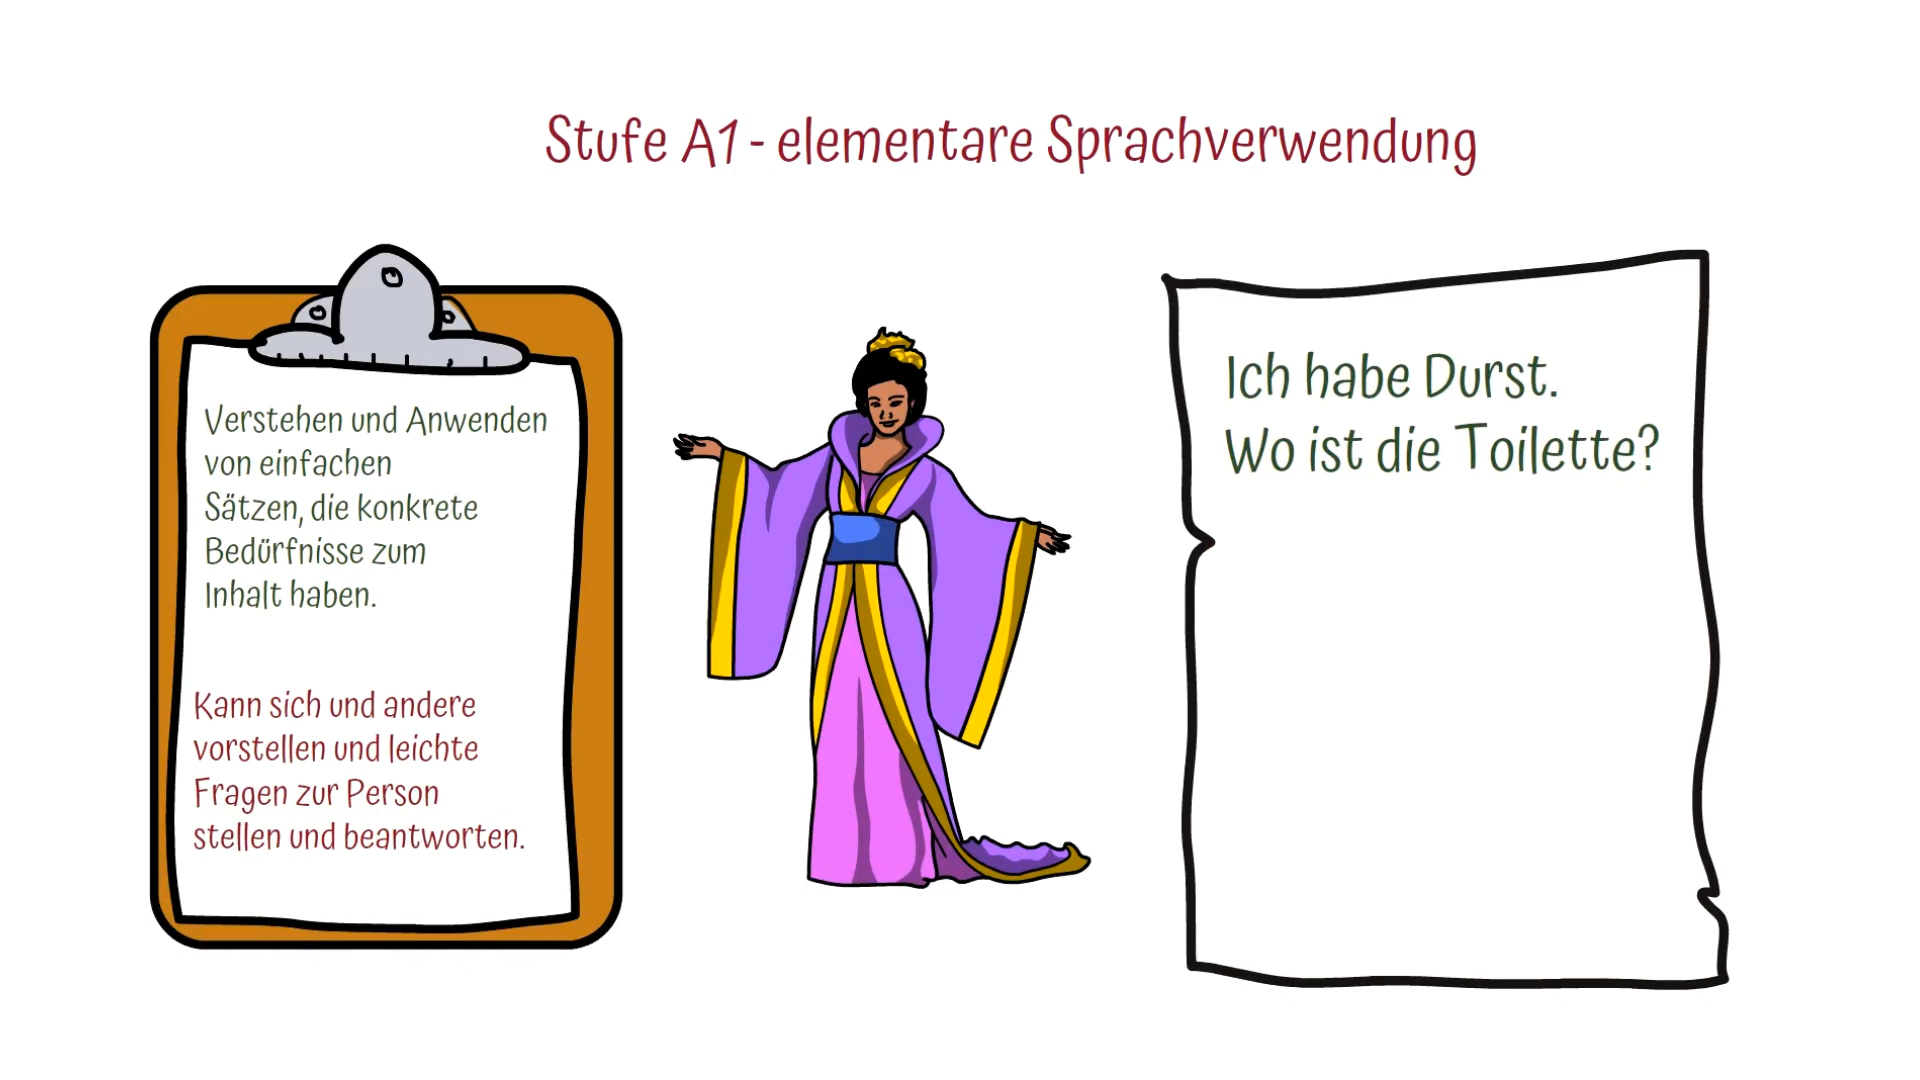 Stufe A1 - elementare Sprachverwendung
Verstehen und Anwenden
von einfachen
Sätzen, die konkrete
Bedürfnisse zum
Inhalt haben.
Kann sich und andere
vorstellen und leichte
Fragen zur Person
stellen und beantworten.
Ich habe Durst.
Wo ist die Toilette?